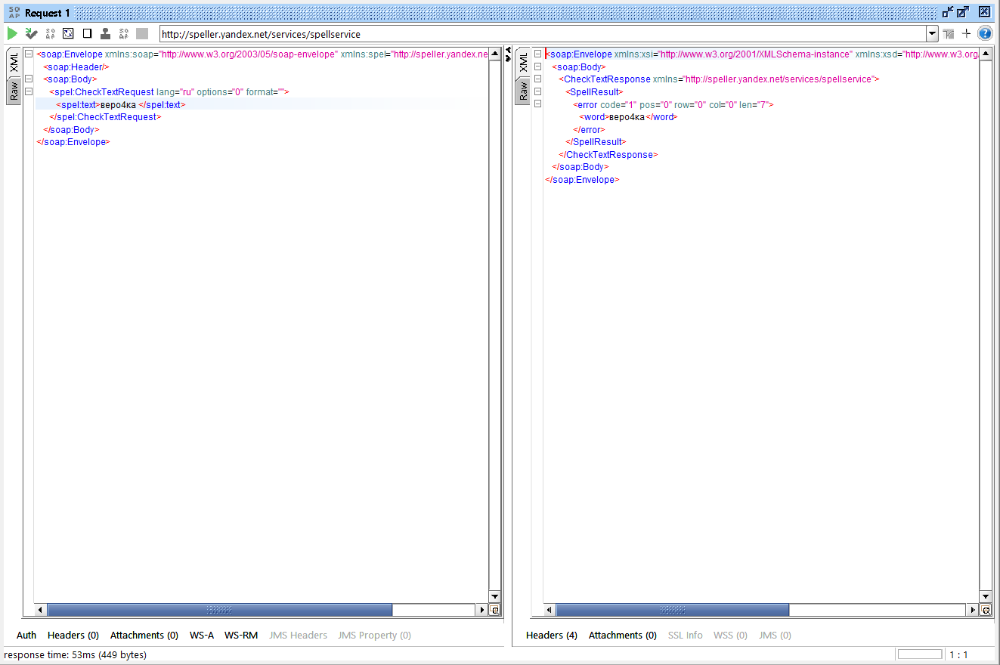 SO
AP
Request 1
http://speller.yandex.net/services/spellservice
XML
Raw
<soap:Envelope xmlns:soap="http://www.w3.org/2003/05/soap-envelope" xmlns:spel="http://speller.yandex.ne
<soap:Header/>
<soap:Body>
<spel:CheckTextRequest lang="ru" options="0" format="">
<spel:text>веро4ка </spel:text>
</spel:CheckTextRequest>
</soap:Body>
</soap:Envelope>
XML
Raw
<soap:Envelope xmlns:xsi="http://www.w3.org/2001/XMLSchema-instance" xmlns:xsd="http://www.w3.org/
<soap:Body>
<CheckTextResponse xmlns="http://speller.yandex.net/services/spellservice">
<SpellResult>
<error code="1" pos="0" row="0" col="0" len="7">
<word>веро4ка</word>
</error>
</SpellResult>
</CheckTextResponse>
</soap:Body>
</soap:Envelope>
Auth Headers (0) Attachments (0) WS-A WS-RM JMS Headers JMS Property (0)
Headers (4) Attachments (0) SSL Info WSS (0) JMS (0)
response time: 53ms (449 bytes)
1 : 1